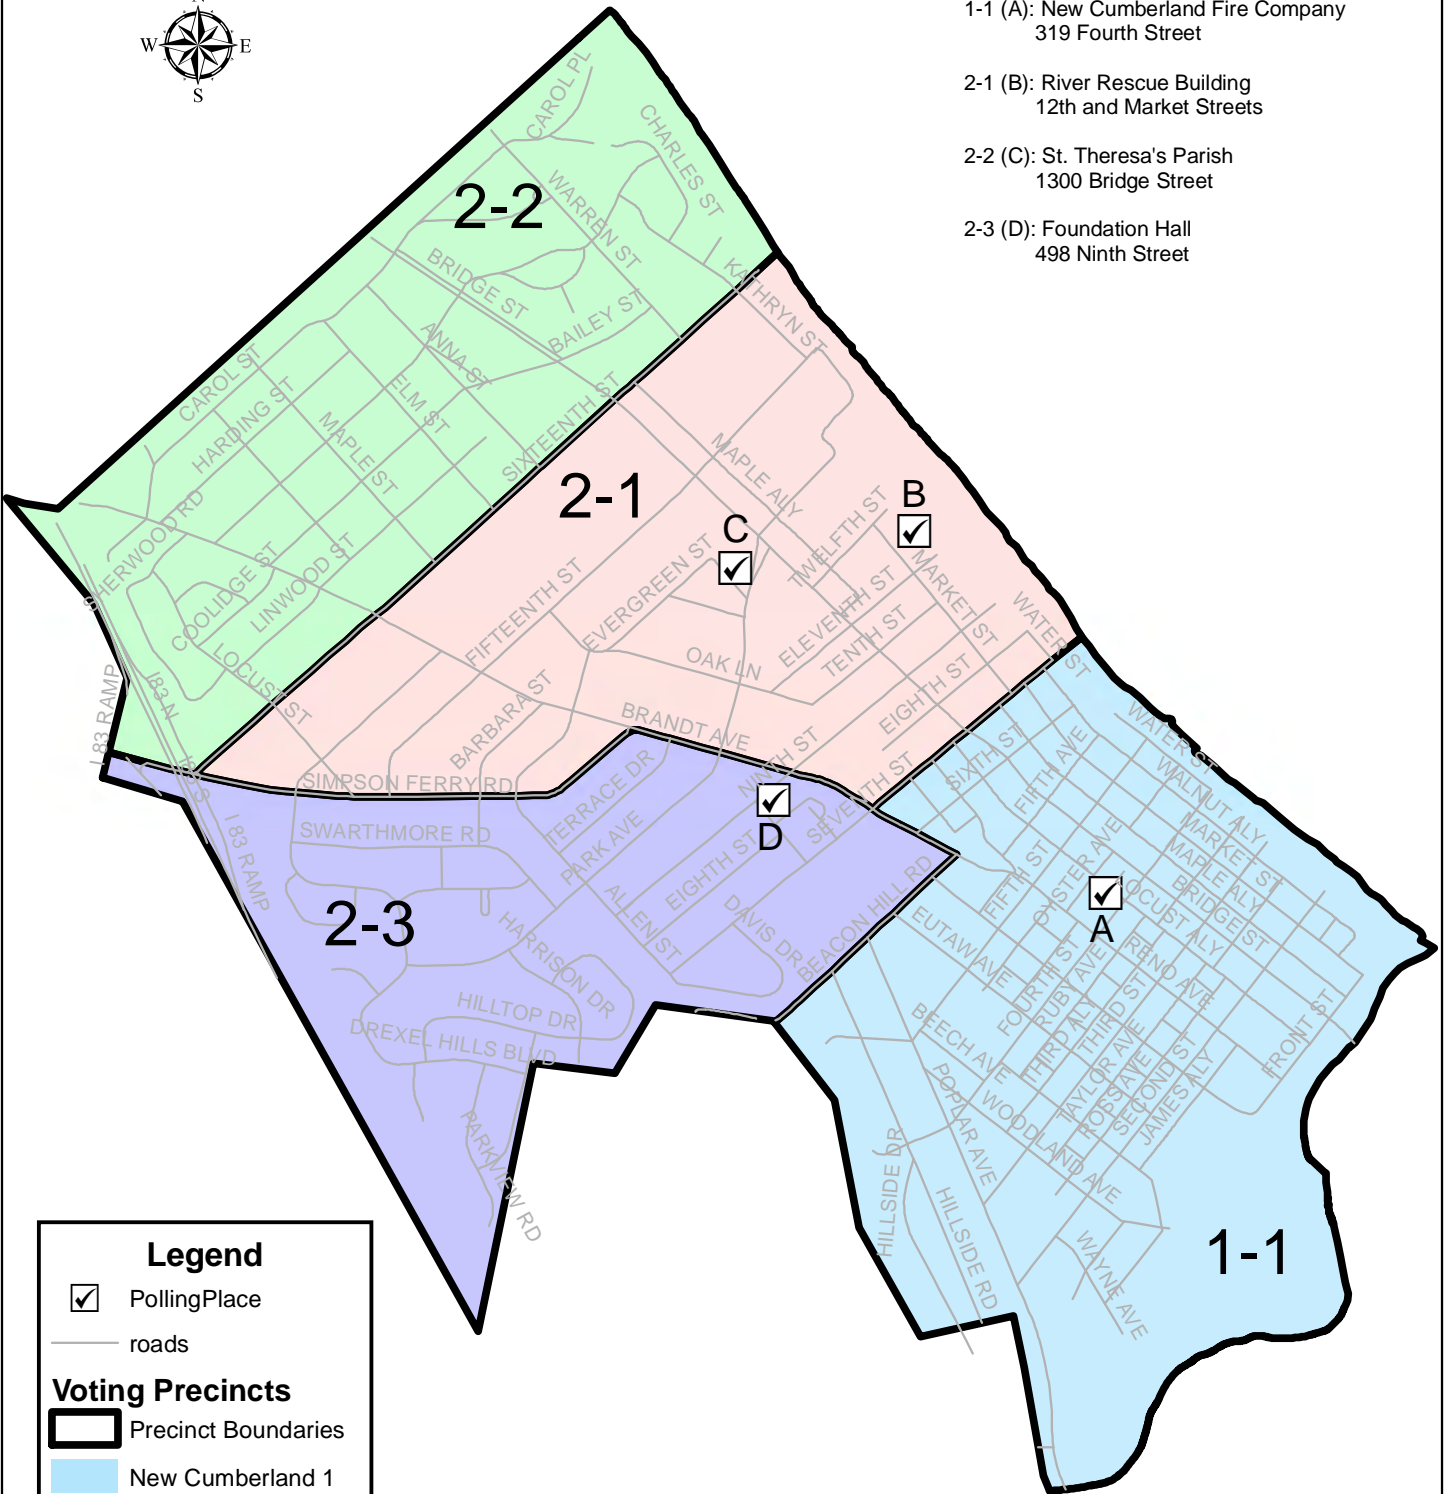 N
W
E
S
1-1 (A): New Cumberland Fire Company
319 Fourth Street
2-1 (B): River Rescue Building
12th and Market Streets
2-2 (C): St. Theresa's Parish
1300 Bridge Street
2-3 (D): Foundation Hall
498 Ninth Street
CAROL PL
CHARLES ST
2-2
WARREN ST
BRIDGE ST
KATHRYN ST
BAILEY ST
ANNA ST
CAROL ST
HARDING ST
ELM ST
MAPLE ST
SIXTEENTH ST
2-1
MAPLE ALY
B
C
TWELFTH ST
SHERWOOD RD
COOLIDGE ST
LINWOOD ST
FIFTEENTH ST
EVERGREEN ST
MARKET ST
ELEVENTH ST
TENTH ST
WATER ST
OAK LN
LOCUST ST
I 83 RAMP
I 83 N
I 83 S
BARBARA ST
BRANDT AVE
EIGHTH ST
NINTH ST
SIMPSON FERRY RD
TERRACE DR
SEVENTH ST
SIXTH ST
FIFTH AVE
WATER ST
WALNUT ALY
D
SWARTHMORE RD
PARK AVE
I 83 RAMP
EIGHTH ST
ALLEN ST
DAVIS DR
BEACON HILL RD
FIFTH ST
OYSTER AVE
MARKET ST
MAPLE ALY
BRIDGE ST
LOCUST ALY
A
2-3
HARRISON DR
EUTAW AVE
FOURTH ST
RUBY AVE
RENO AVE
HILLTOP DR
DREXEL HILLS BLVD
BEECH AVE
THIRD ALY
THIRD ST
TAYLOR AVE
ROSS AVE
SECOND ST
JAMES ALY
FRONT ST
POPLAR AVE
WOODLAND AVE
PARKVIEW RD
HILLSIDE DR
HILLSIDE RD
WAYNE AVE
1-1
Legend
PollingPlace
roads
Voting Precincts
Precinct Boundaries
New Cumberland 1